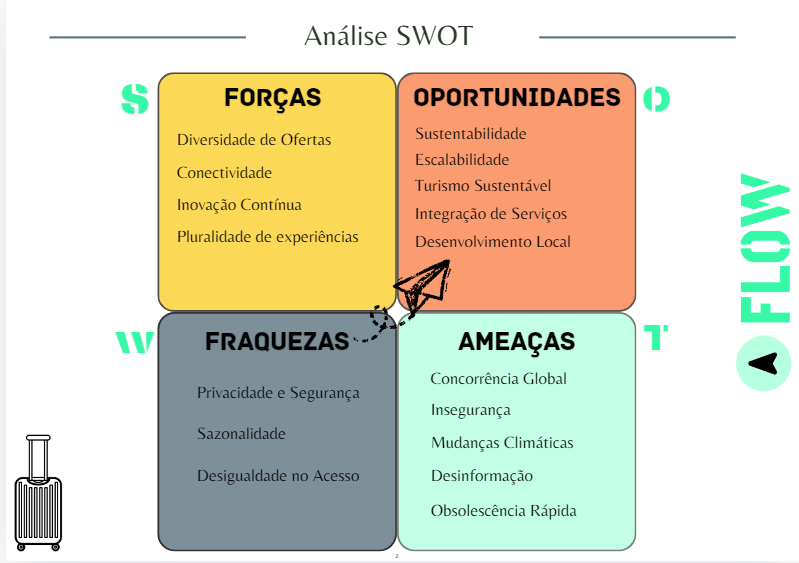 Análise SWOT
S
FORÇAS
Diversidade de Ofertas
Conectividade
Inovação Contínua
Pluralidade de experiências
O
OPORTUNIDADES
Sustentabilidade
Escalabilidade
Turismo Sustentável
Integração de Serviços
Desenvolvimento Local
W
FRAQUEZAS
Privacidade e Segurança
Sazonalidade
Desigualdade no Acesso
T
AMEAÇAS
Concorrência Global
Insegurança
Mudanças Climáticas
Desinformação
Obsolescência Rápida
FLOW
2